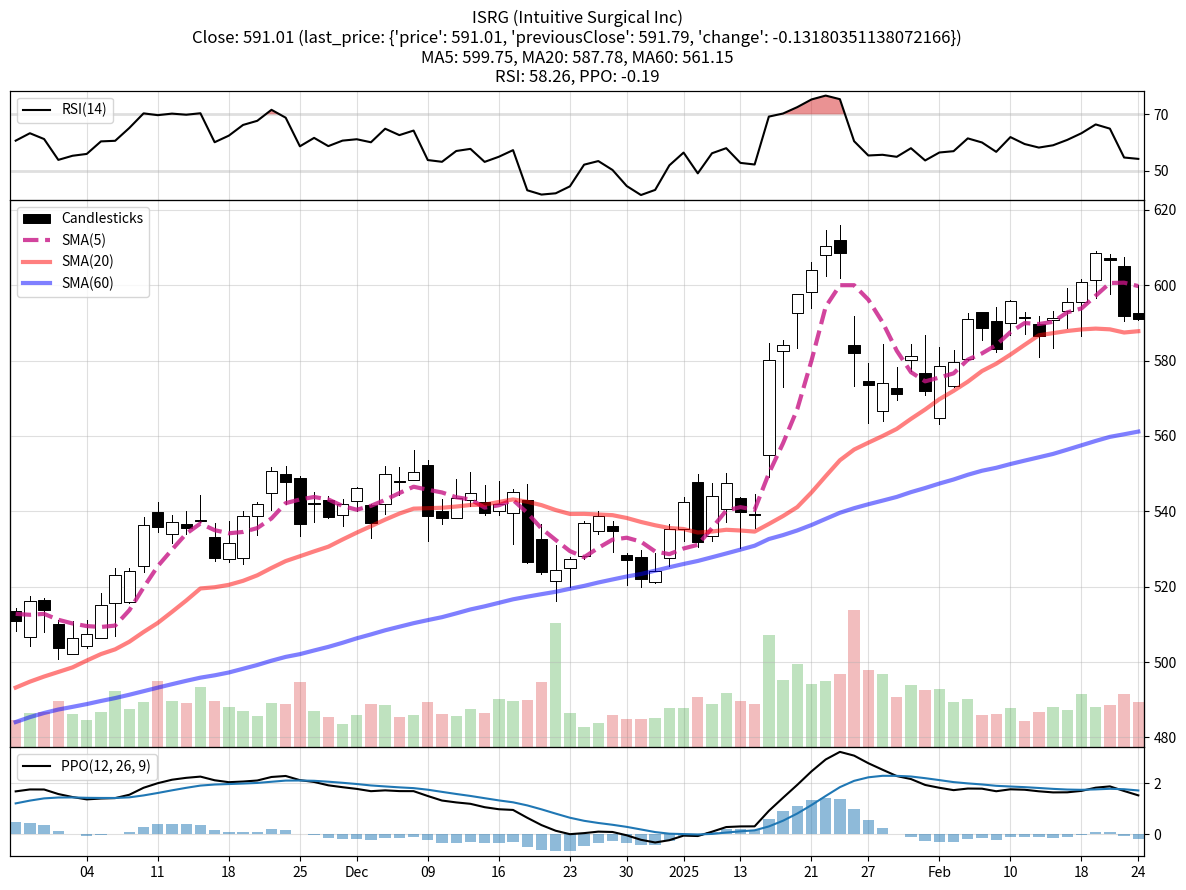 ISRG (Intuitive Surgical Inc)
Close: 591.01 (last_price: {'price': 591.01, 'previousClose': 591.79, 'change': -0.13180351138072166})
MA5: 599.75, MA20: 587.78, MA60: 561.15
RSI: 58.26, PPO: -0.19
RSI(14)
70
50
Candlesticks
SMA(5)
SMA(20)
SMA(60)
620
600
580
560
540
520
500
480
PPO(12, 26, 9)
2
0
04 11 18 25 Dec 09 16 23 30 2025 13 21 27 Feb 10 18 24